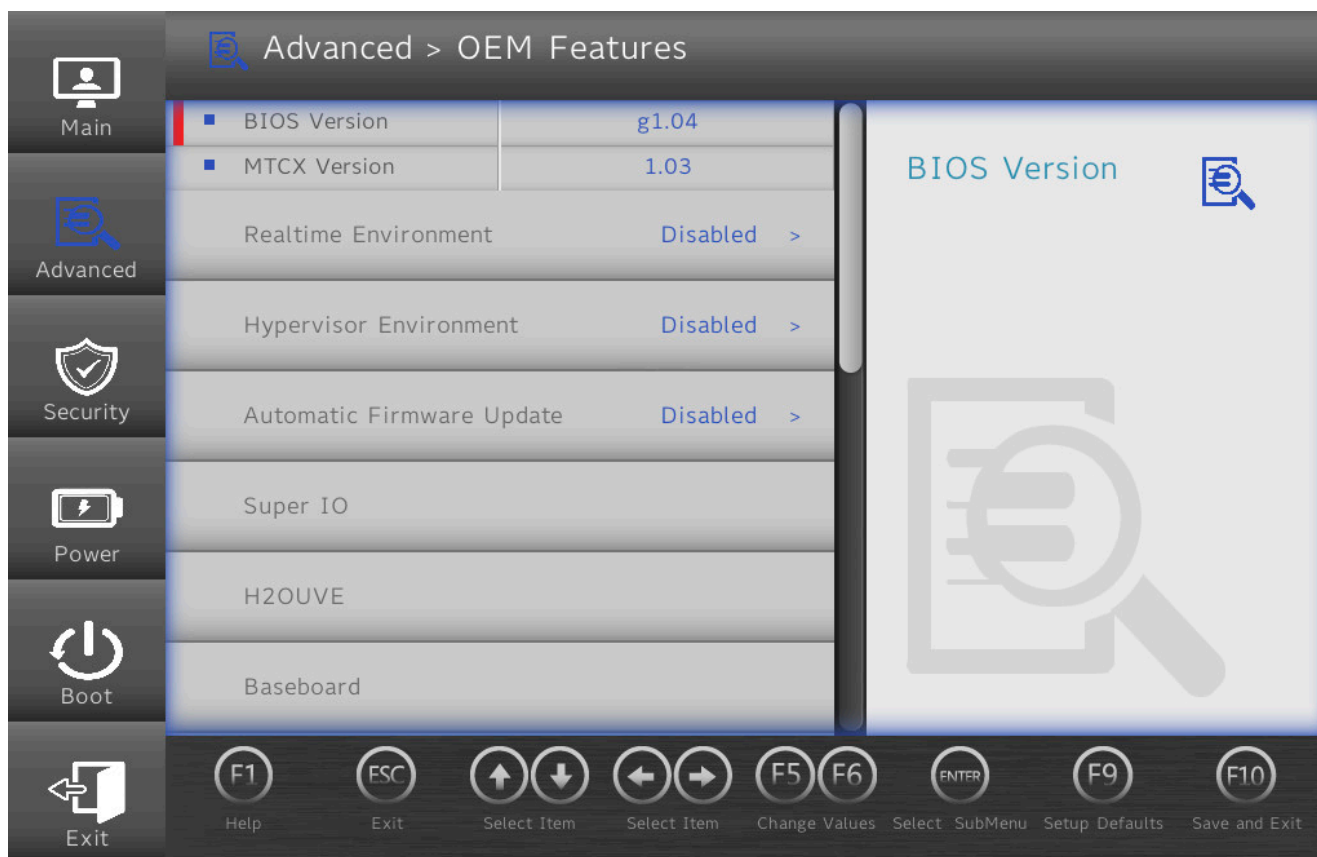 Advanced > OEM Features
Main
Advanced
Security
Power
Boot
Exit
BIOS Version g1.04
MTCX Version 1.03
Realtime Environment Disabled >
Hypervisor Environment Disabled >
Automatic Firmware Update Disabled >
Super IO
H2OUVE
Baseboard
BIOS Version
F1 ESC F5 F6 ENTER F9 F10
Help Exit Select Item Select Item Change Values Select SubMenu Setup Defaults Save and Exit